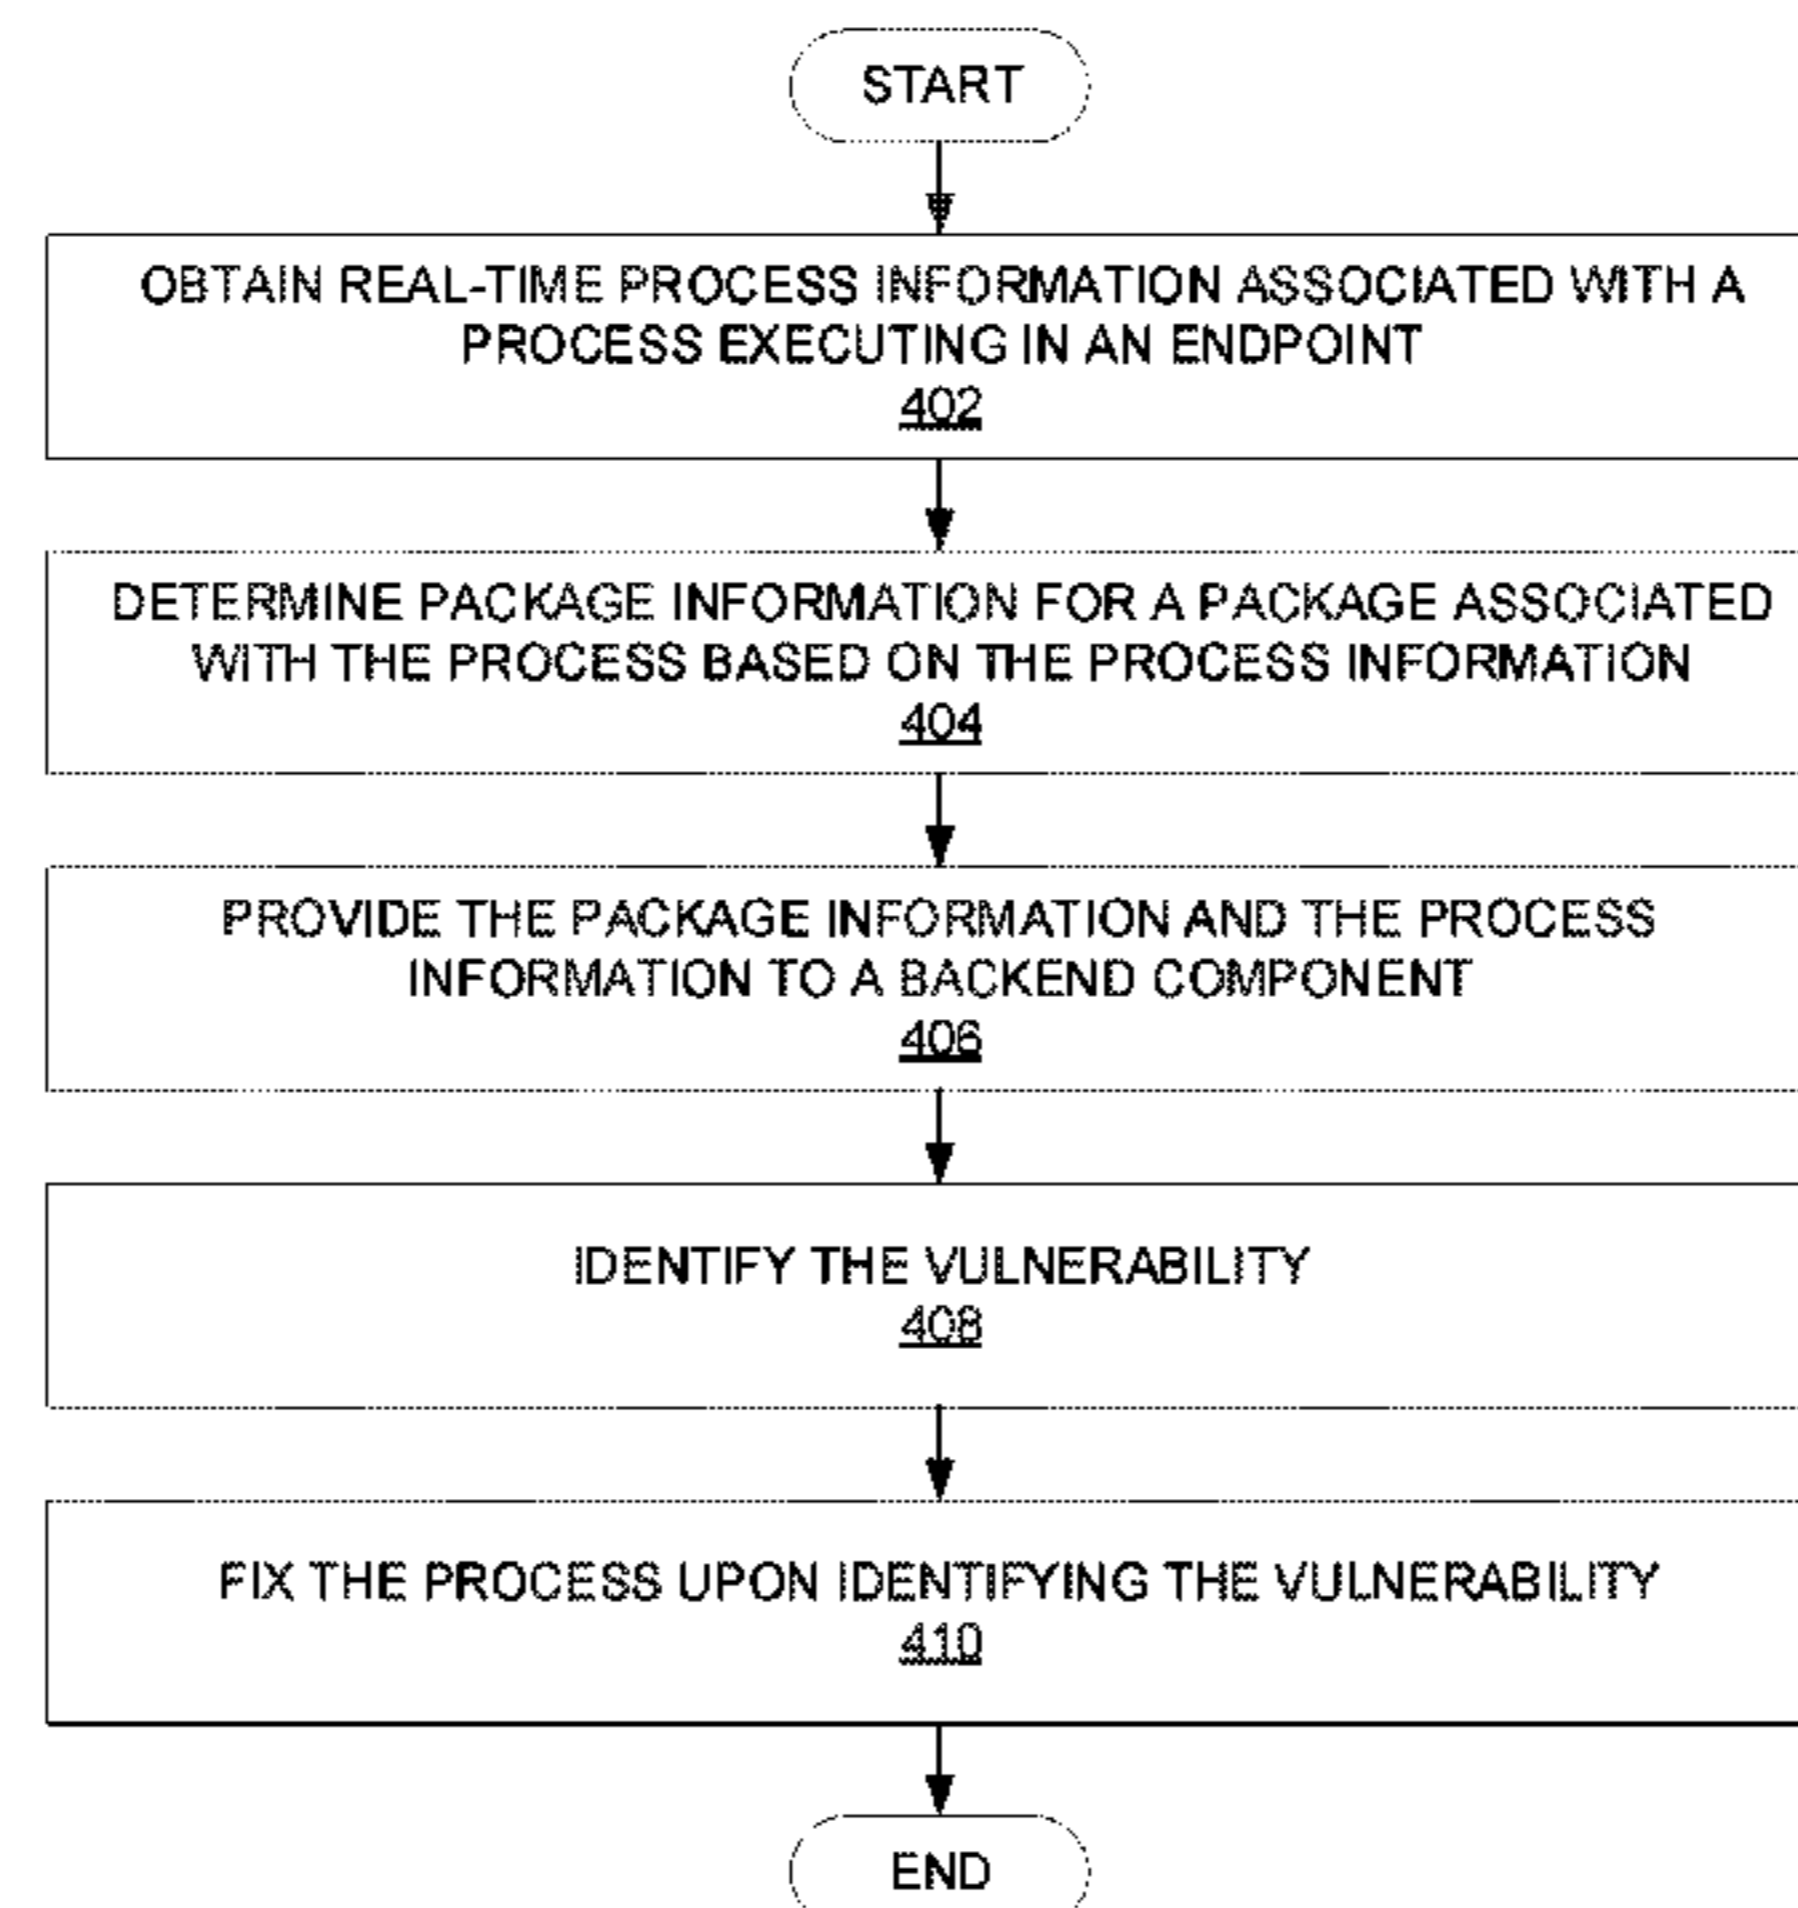 START
OBTAIN REAL-TIME PROCESS INFORMATION ASSOCIATED WITH A
PROCESS EXECUTING IN AN ENDPOINT
402
DETERMINE PACKAGE INFORMATION FOR A PACKAGE ASSOCIATED
WITH THE PROCESS BASED ON THE PROCESS INFORMATION
404
PROVIDE THE PACKAGE INFORMATION AND THE PROCESS
INFORMATION TO A BACKEND COMPONENT
406
IDENTIFY THE VULNERABILITY
408
FIX THE PROCESS UPON IDENTIFYING THE VULNERABILITY
410
END